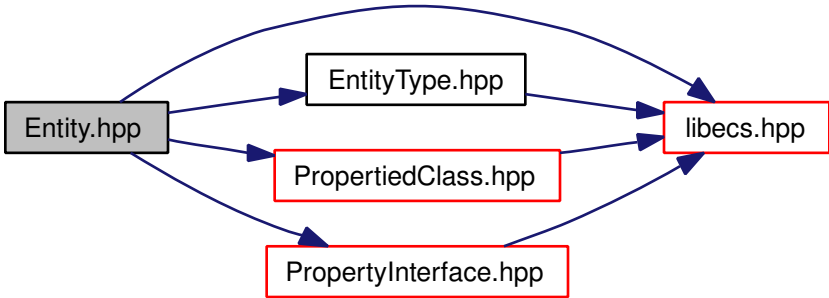 Entity.hpp
EntityType.hpp
PropertiedClass.hpp
PropertyInterface.hpp
libecs.hpp